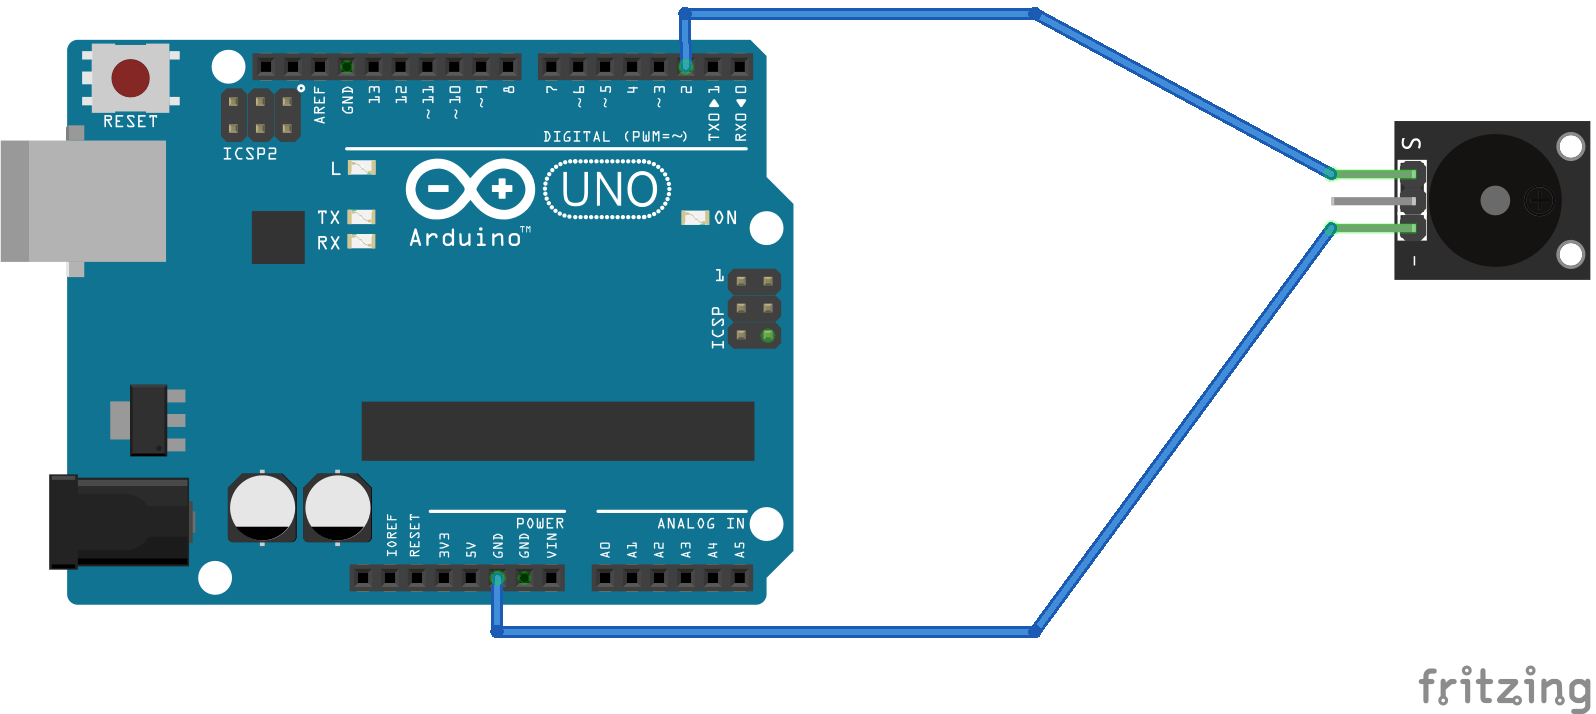 RESET
ICSP2
AREF
GND
13
12
~11
~10
~9
8
7
~6
~5
4
~3
2
TX0 ▶ 1
RX0 ◀ 0
DIGITAL (PWM=~)
L
TX
RX
UNO
Arduino™
ON
1
ICSP
S
-
IOREF
RESET
3V3
5V
GND
GND
VIN
POWER
A0
A1
A2
A3
A4
A5
ANALOG IN
fritzing